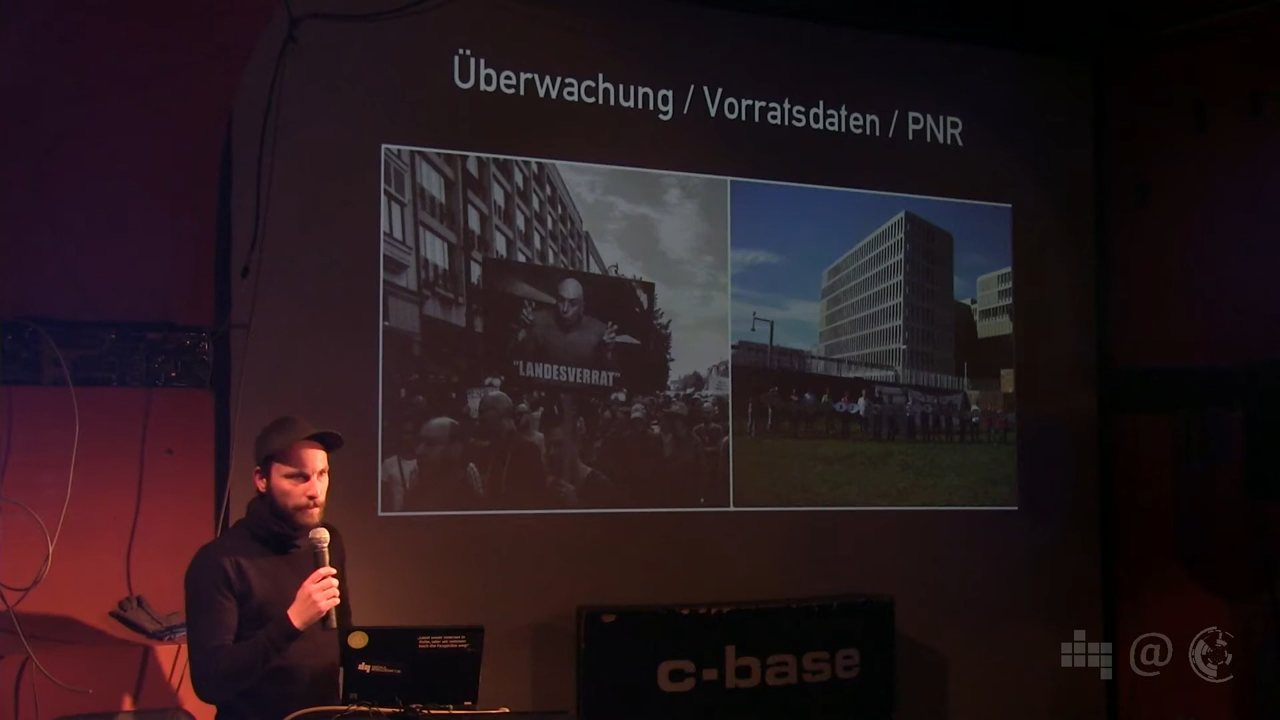 Überwachung / Vorratsdaten / PNR
"LANDESVERRAT"
c-base
@